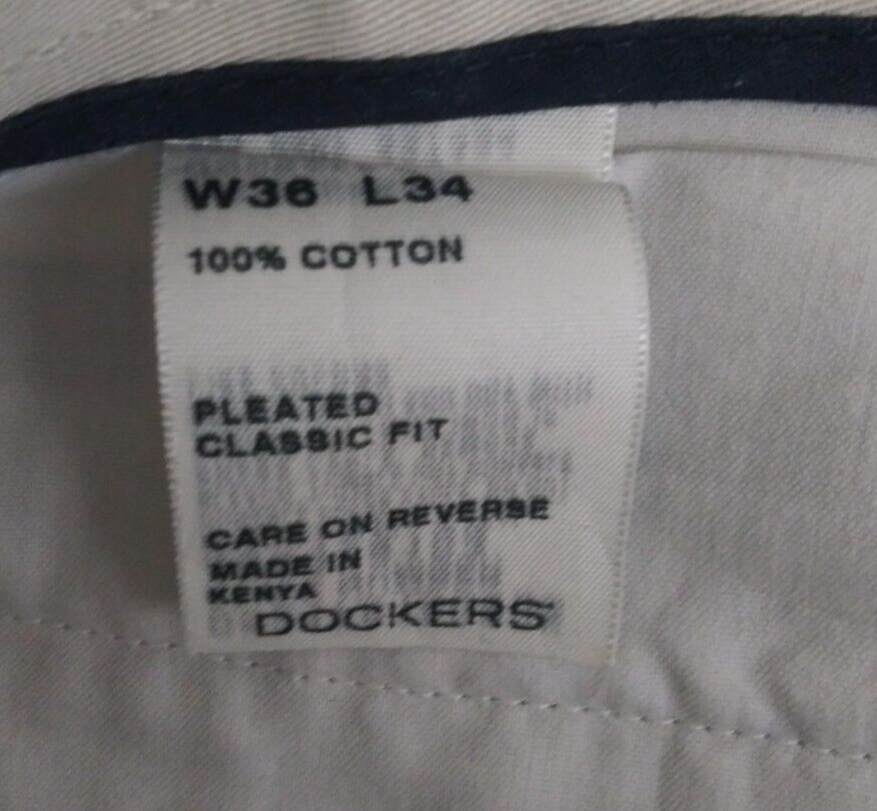 W36 L34
100% COTTON
PLEATED
CLASSIC FIT
CARE ON REVERSE
MADE IN
KENYA
DOCKERS